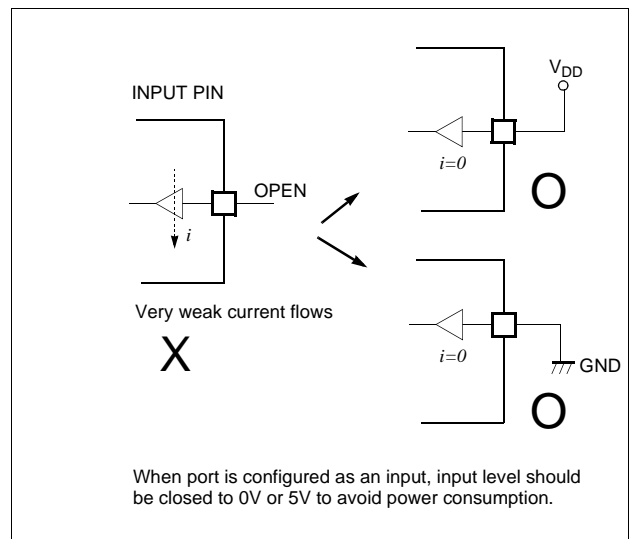 INPUT PIN
OPEN
i
Very weak current flows
X
VDD
i=0
O
i=0
GND
O
When port is configured as an input, input level should
be closed to 0V or 5V to avoid power consumption.